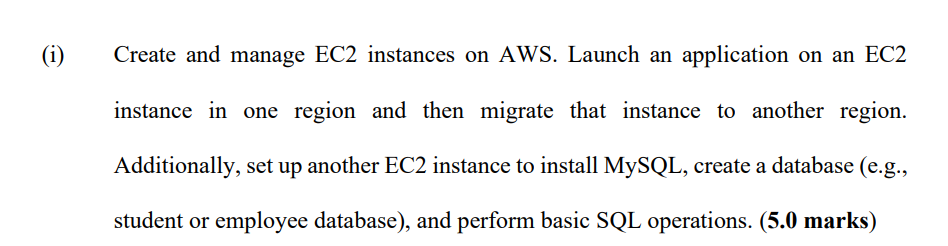 (i) Create and manage EC2 instances on AWS. Launch an application on an EC2
instance in one region and then migrate that instance to another region.
Additionally, set up another EC2 instance to install MySQL, create a database (e.g.,
student or employee database), and perform basic SQL operations. (5.0 marks)